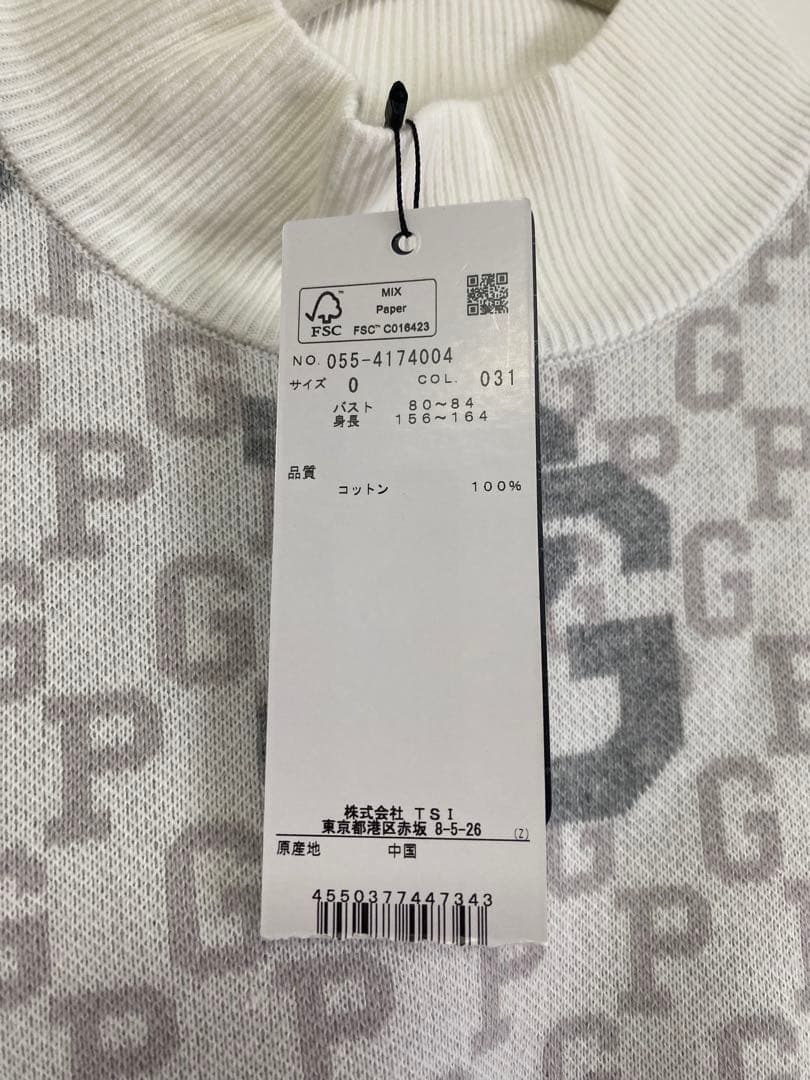 MIX
Paper
FSC™ C016423
FSC
NO. 055-4174004
サイズ 0 COL. 031
バスト 80〜84
身長 156〜164
品質
コットン 100%
株式会社 TSI
東京都港区赤坂 8-5-26 (Z)
原産地 中国
4550377447343